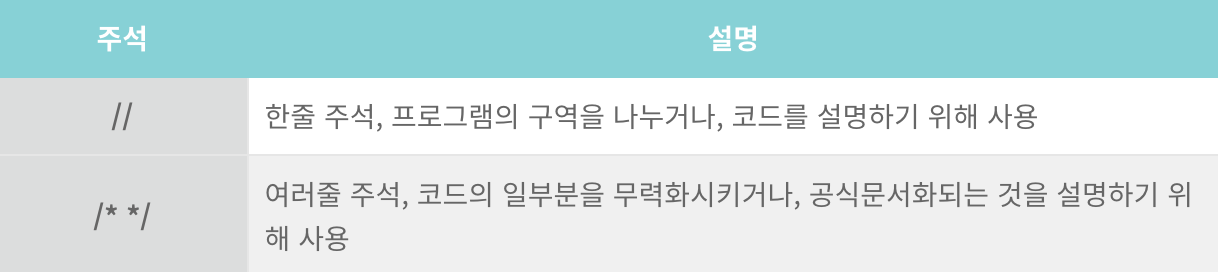 주석 설명
// 한줄 주석, 프로그램의 구역을 나누거나, 코드를 설명하기 위해 사용
/* */ 여러줄 주석, 코드의 일부분을 무력화시키거나, 공식문서화되는 것을 설명하기 위
해 사용